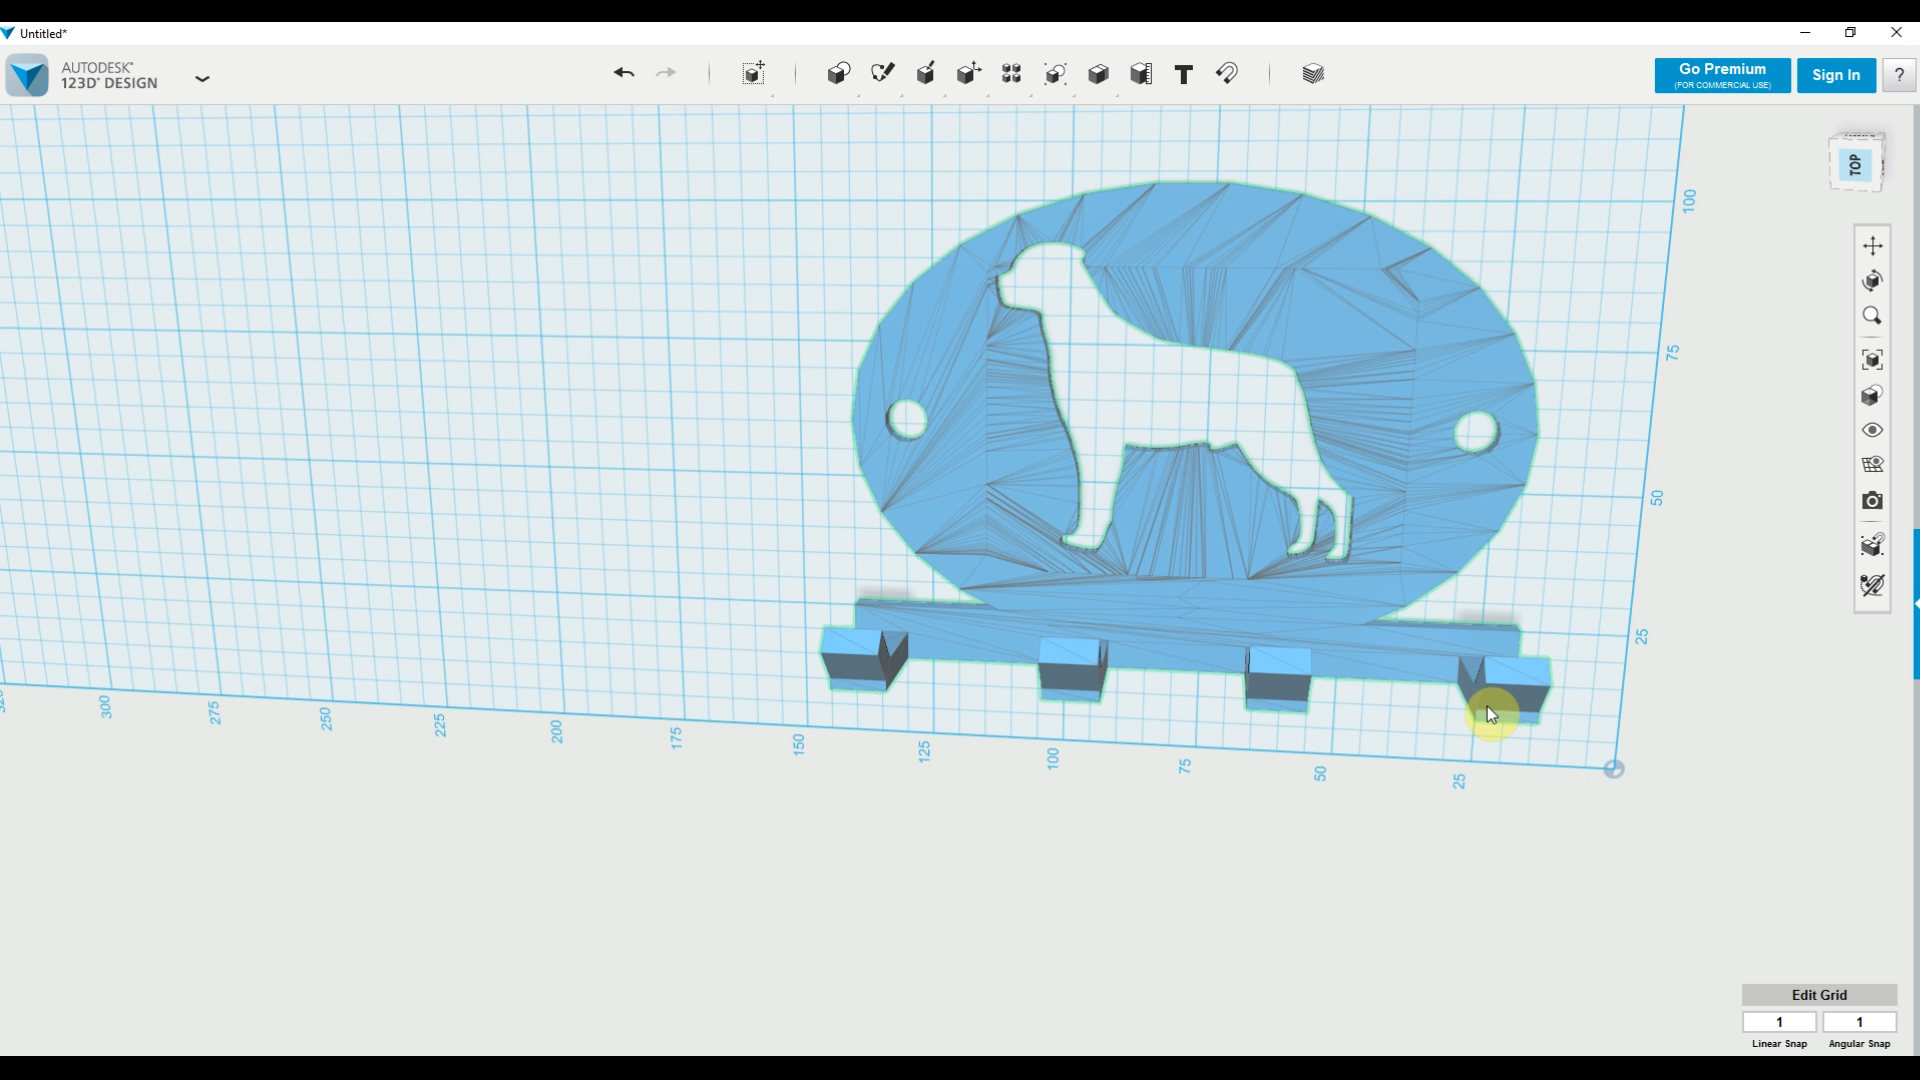 Untitled*
AUTODESK®
123D® DESIGN
Go Premium
(FOR COMMERCIAL USE)
Sign In
?
TOP
100
75
50
25
300
275
250
225
200
175
150
125
100
75
50
25
Edit Grid
1 1
Linear Snap Angular Snap